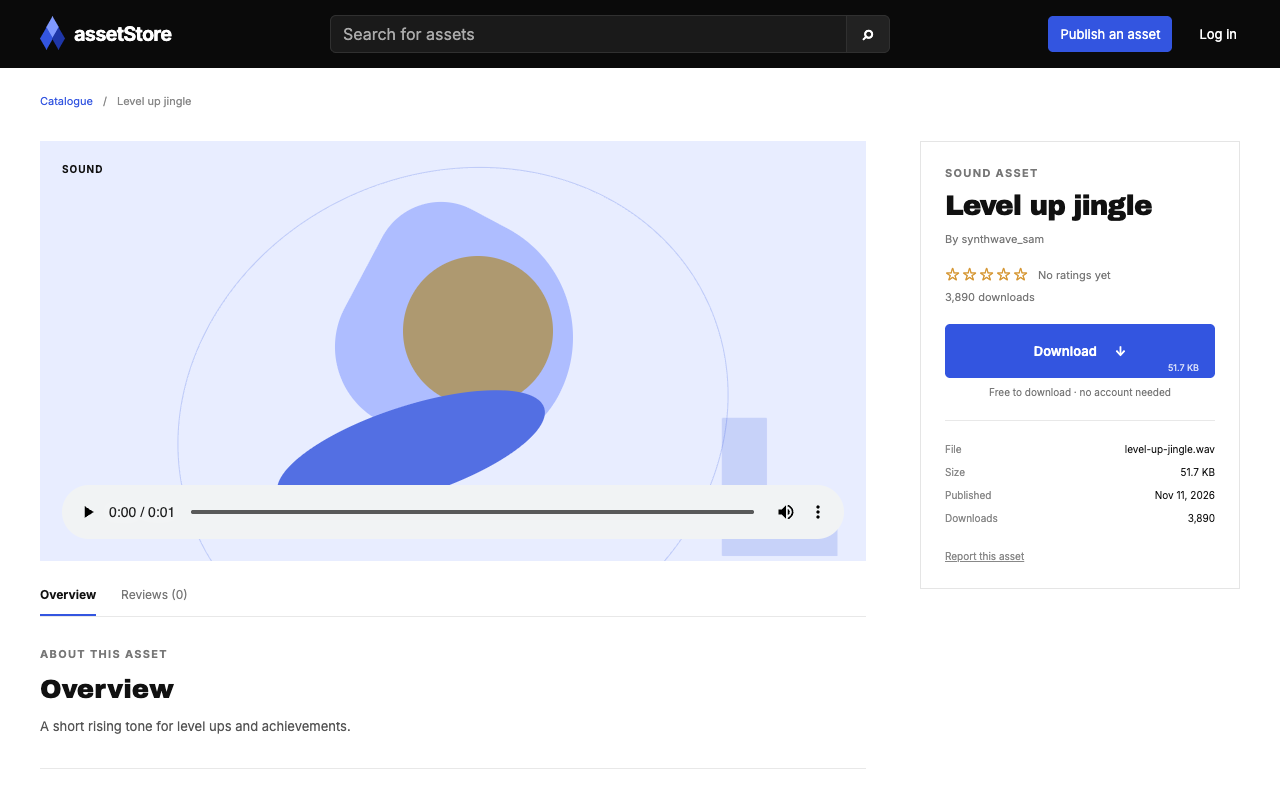 assetStore
Search for assets
Publish an asset
Log in
Catalogue / Level up jingle
SOUND
0:00 / 0:01
Overview
Reviews (0)
ABOUT THIS ASSET
Overview
A short rising tone for level ups and achievements.
SOUND ASSET
Level up jingle
By synthwave_sam
No ratings yet
3,890 downloads
Download
51.7 KB
Free to download · no account needed
File level-up-jingle.wav
Size 51.7 KB
Published Nov 11, 2026
Downloads 3,890
Report this asset